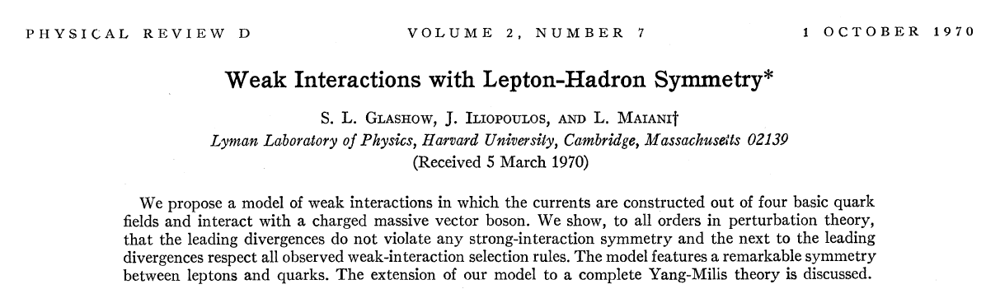 PHYSICAL REVIEW D VOLUME 2, NUMBER 7 1 OCTOBER 1970
Weak Interactions with Lepton-Hadron Symmetry*
S. L. GLASHOW, J. ILIOPOULOS, AND L. MAIANI†
Lyman Laboratory of Physics, Harvard University, Cambridge, Massachusetts 02139
(Received 5 March 1970)
We propose a model of weak interactions in which the currents are constructed out of four basic quark
fields and interact with a charged massive vector boson. We show, to all orders in perturbation theory,
that the leading divergences do not violate any strong-interaction symmetry and the next to the leading
divergences respect all observed weak-interaction selection rules. The model features a remarkable symmetry
between leptons and quarks. The extension of our model to a complete Yang-Milis theory is discussed.